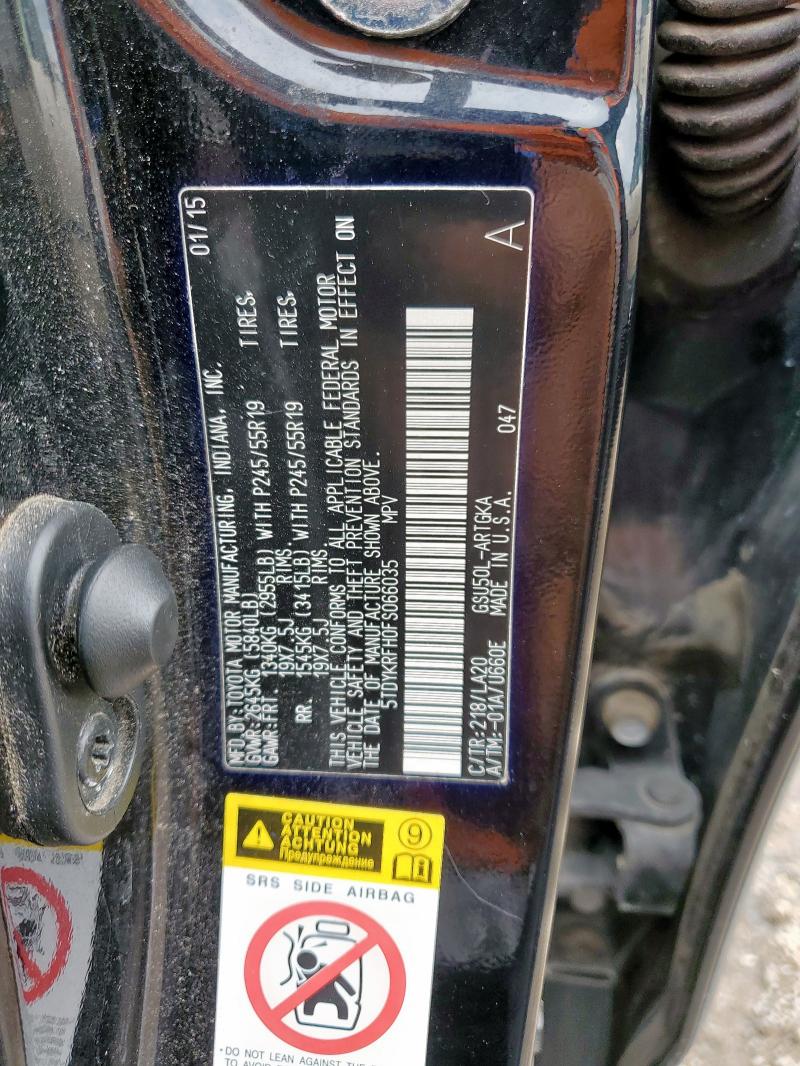 MFD.BY:TOYOTA MOTOR MANUFACTURING, INDIANA, INC. 01/15
GVWR:2645KG(5840LB)
GAWR:FRT. 1340KG (2955LB) WITH P245/55R19 TIRES.
19X7.5J RIMS
RR. 1545KG (3415LB) WITH P245/55R19 TIRES.
19X7.5J RIMS
THIS VEHICLE CONFORMS TO ALL APPLICABLE FEDERAL MOTOR
VEHICLE SAFETY AND THEFT PREVENTION STANDARDS IN EFFECT ON
THE DATE OF MANUFACTURE SHOWN ABOVE.
5TDYKRFH0FS066035 MPV
C/TR:218/LA20 GSU50L-ARTGKA 047 A
A/TM:-01A/U660E MADE IN U.S.A.
CAUTION
ATTENTION
ACHTUNG
Предупреждение
9
SRS SIDE AIRBAG
· DO NOT LEAN AGAINST THE
TO AVOID